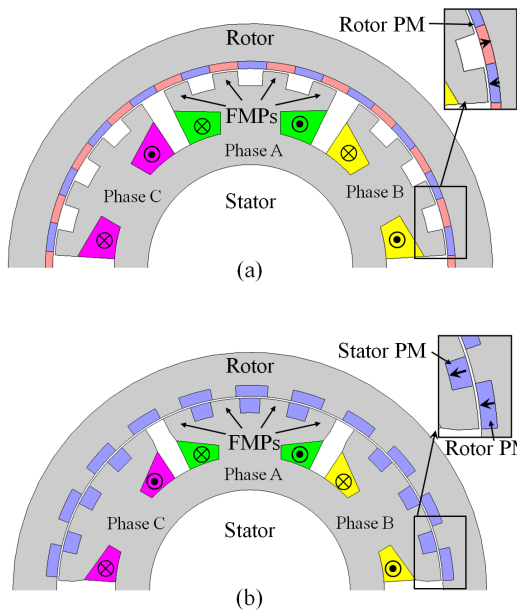 Rotor PM
Rotor
FMPs
Phase A
Phase C
Phase B
Stator
(a)
Stator PM
Rotor
Rotor PM
FMPs
Phase A
Phase C
Phase B
Stator
(b)